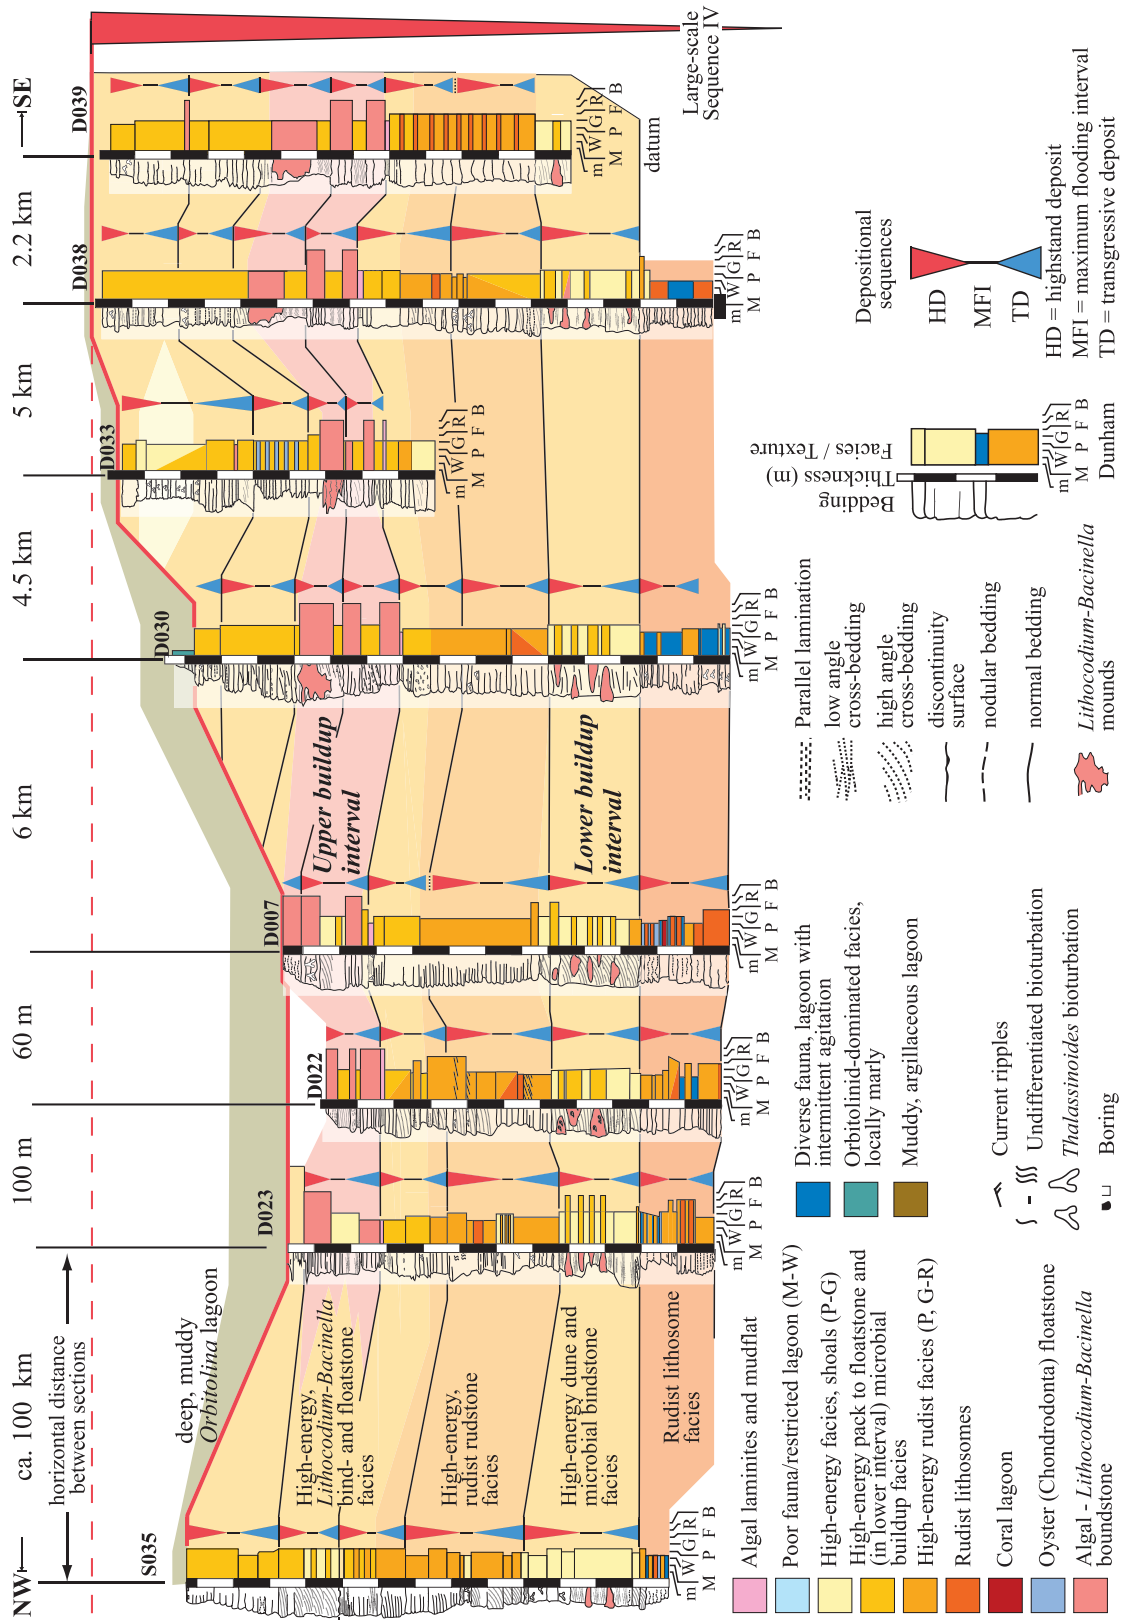 NW
ca. 100 km
100 m
60 m
6 km
4.5 km
5 km
2.2 km
SE
horizontal distance
between sections
S035
D023
D022
D007
D030
D033
D038
D039
deep, muddy
Orbitolina lagoon
High-energy,
Lithocodium-Bacinella
bind- and floatstone
facies
High-energy,
rudist rudstone
facies
High-energy dune and
microbial bindstone
facies
Rudist lithosome
facies
Upper buildup
interval
Lower buildup
interval
datum
Large-scale
Sequence IV
m W G R
M P F B
m W G R
M P F B
m W G R
M P F B
m W G R
M P F B
m W G R
M P F B
m W G R
M P F B
m W G R
M P F B
m W G R
M P F B
Algal laminites and mudflat
Poor fauna/restricted lagoon (M-W)
High-energy facies, shoals (P-G)
High-energy pack to floatstone and
(in lower interval) microbial
buildup facies
High-energy rudist facies (P, G-R)
Rudist lithosomes
Coral lagoon
Oyster (Chondrodonta) floatstone
Algal - Lithocodium-Bacinella
boundstone
Diverse fauna, lagoon with
intermittent agitation
Orbitolinid-dominated facies,
locally marly
Muddy, argillaceous lagoon
Current ripples
Undifferentiated bioturbation
Thalassinoides bioturbation
Boring
Parallel lamination
low angle
cross-bedding
high angle
cross-bedding
discontinuity
surface
nodular bedding
normal bedding
Lithocodium-Bacinella
mounds
Bedding
Thickness (m)
Facies / Texture
m W G R
M P F B
Dunham
Depositional
sequences
HD
MFI
TD
HD = highstand deposit
MFI = maximum flooding interval
TD = transgressive deposit